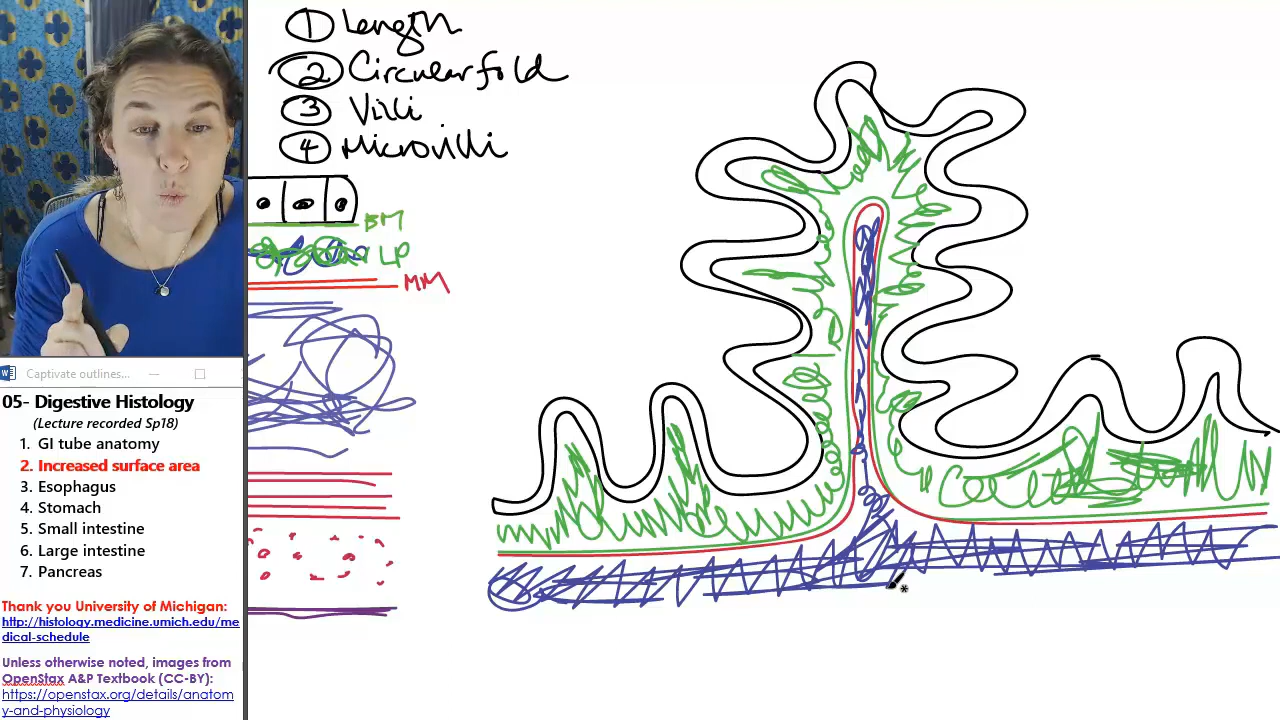 ① Length
② Circular fold
③ Villi
④ Microvilli
BM
LP
MM
Captivate outlines...
05- Digestive Histology
(Lecture recorded Sp18)
1. GI tube anatomy
2. Increased surface area
3. Esophagus
4. Stomach
5. Small intestine
6. Large intestine
7. Pancreas
Thank you University of Michigan:
http://histology.medicine.umich.edu/me
dical-schedule
Unless otherwise noted, images from
OpenStax A&P Textbook (CC-BY):
https://openstax.org/details/anatom
y-and-physiology